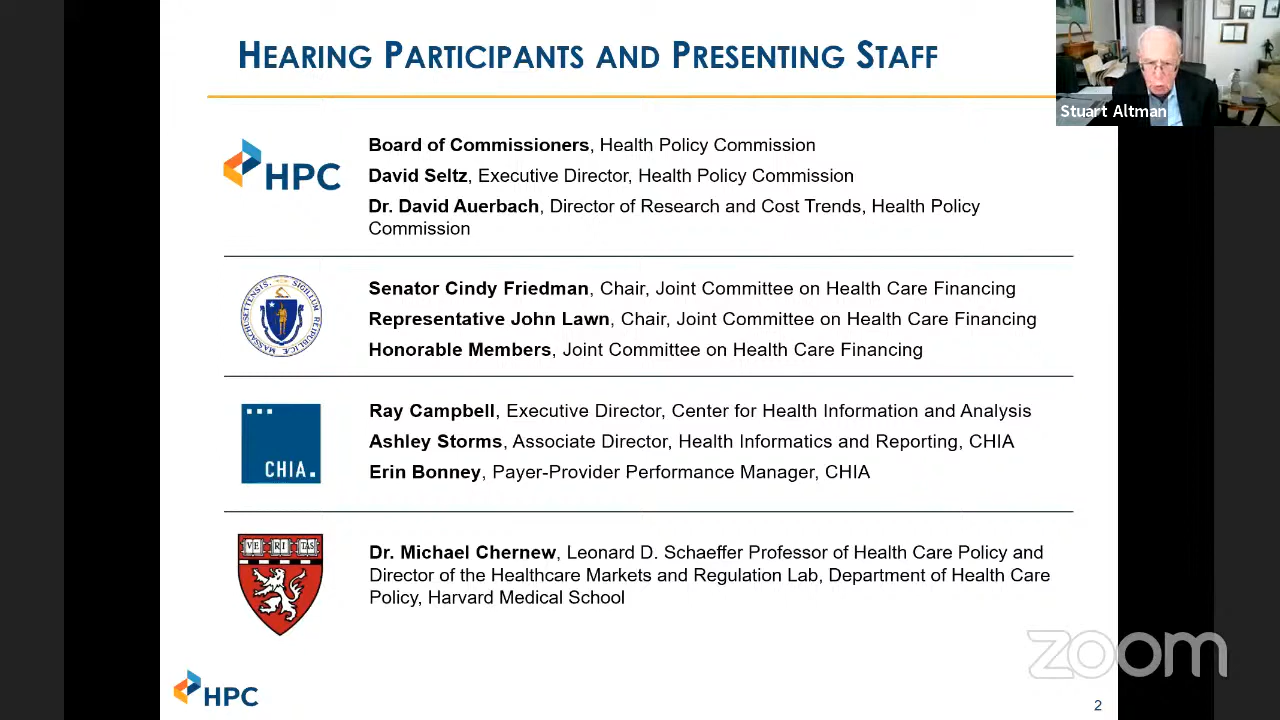 HEARING PARTICIPANTS AND PRESENTING STAFF
Stuart Altman
HPC
Board of Commissioners, Health Policy Commission
David Seltz, Executive Director, Health Policy Commission
Dr. David Auerbach, Director of Research and Cost Trends, Health Policy
Commission
SIGILLUM REIPUBLICÆ MASSACHUSETTENSIS
Senator Cindy Friedman, Chair, Joint Committee on Health Care Financing
Representative John Lawn, Chair, Joint Committee on Health Care Financing
Honorable Members, Joint Committee on Health Care Financing
CHIA.
Ray Campbell, Executive Director, Center for Health Information and Analysis
Ashley Storms, Associate Director, Health Informatics and Reporting, CHIA
Erin Bonney, Payer-Provider Performance Manager, CHIA
VE RI TAS
Dr. Michael Chernew, Leonard D. Schaeffer Professor of Health Care Policy and
Director of the Healthcare Markets and Regulation Lab, Department of Health Care
Policy, Harvard Medical School
zoom
HPC
2